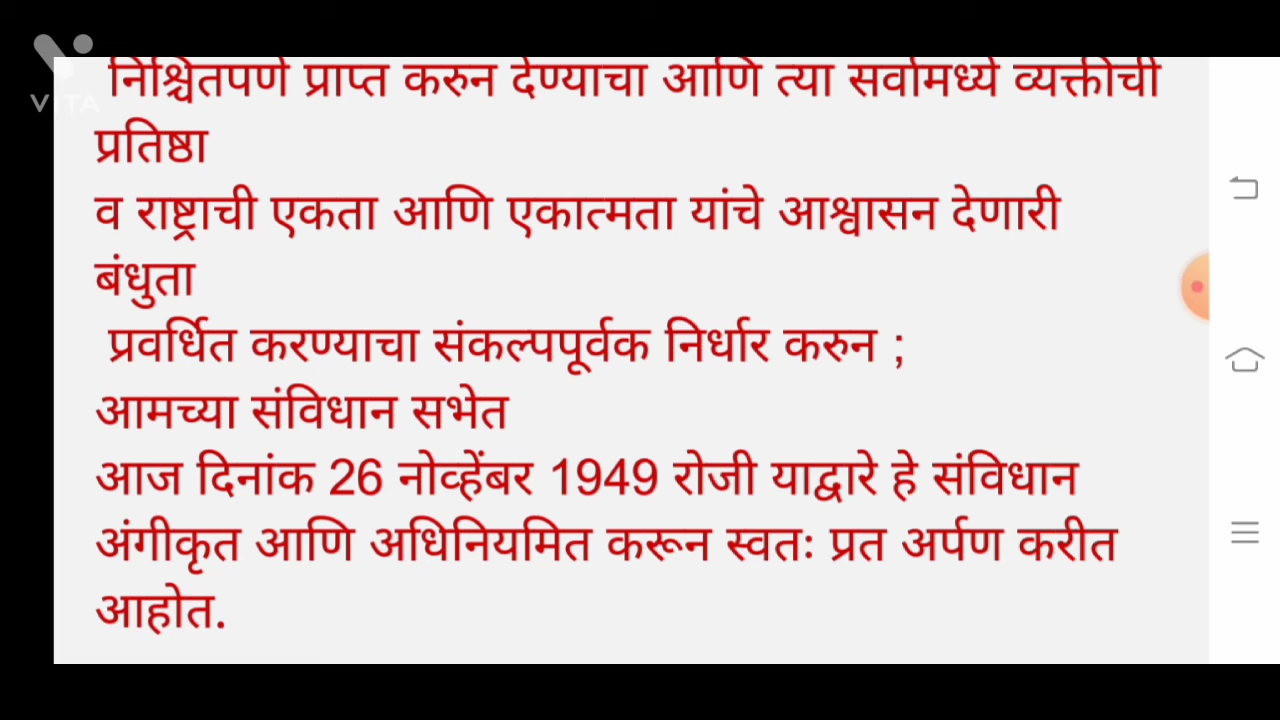 VITA
निश्चितपणे प्राप्त करुन देण्याचा आणि त्या सर्वांमध्ये व्यक्तीची
प्रतिष्ठा
व राष्ट्राची एकता आणि एकात्मता यांचे आश्वासन देणारी
बंधुता
प्रवर्धित करण्याचा संकल्पपूर्वक निर्धार करुन ;
आमच्या संविधान सभेत
आज दिनांक 26 नोव्हेंबर 1949 रोजी याद्वारे हे संविधान
अंगीकृत आणि अधिनियमित करून स्वतः प्रत अर्पण करीत
आहोत.